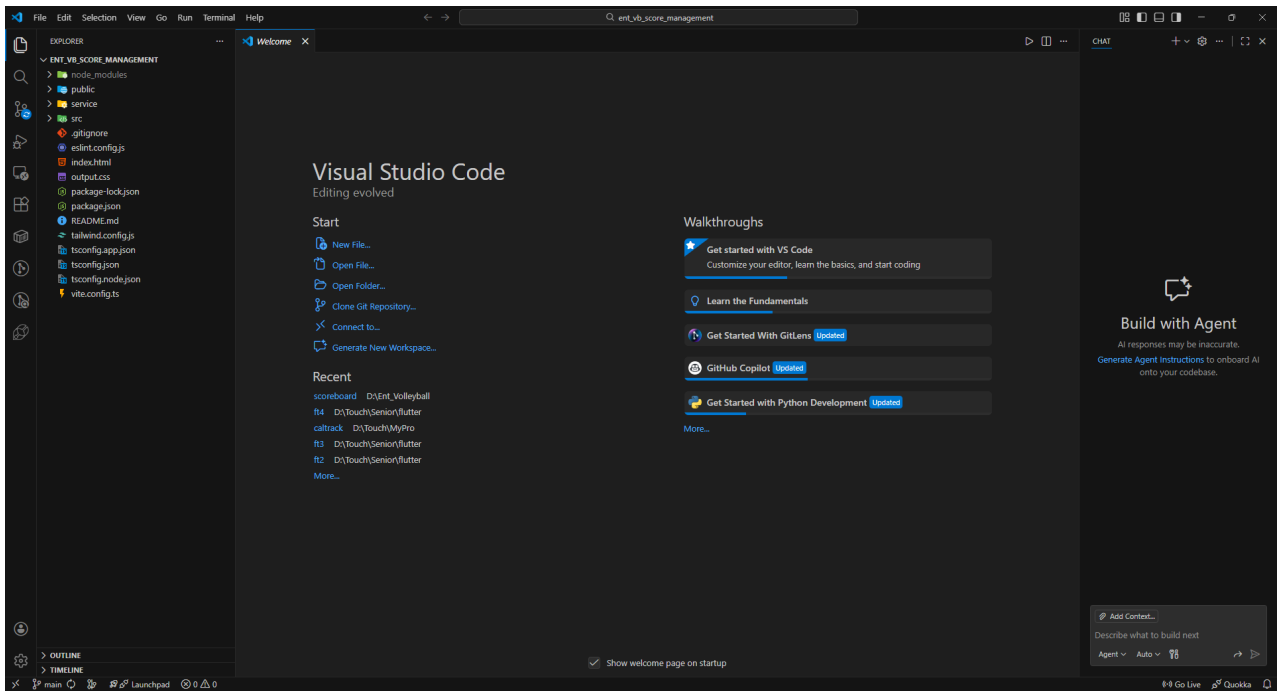 File Edit Selection View Go Run Terminal Help
ent_vb_score_management
EXPLORER
ENT_VB_SCORE_MANAGEMENT
node_modules
public
service
src
.gitignore
eslint.config.js
index.html
output.css
package-lock.json
package.json
README.md
tailwind.config.js
tsconfig.app.json
tsconfig.json
tsconfig.node.json
vite.config.ts
OUTLINE
TIMELINE
Welcome
Visual Studio Code
Editing evolved
Start
New File...
Open File...
Open Folder...
Clone Git Repository...
Connect to...
Generate New Workspace...
Recent
scoreboard D:\Ent_Volleyball
ft4 D:\Touch\Senior\flutter
caltrack D:\Touch\MyPro
ft3 D:\Touch\Senior\flutter
ft2 D:\Touch\Senior\flutter
More...
Walkthroughs
Get started with VS Code
Customize your editor, learn the basics, and start coding
Learn the Fundamentals
Get Started With GitLens Updated
GitHub Copilot Updated
Get Started with Python Development Updated
More...
Show welcome page on startup
CHAT
Build with Agent
AI responses may be inaccurate.
Generate Agent Instructions to onboard AI
onto your codebase.
Add Context...
Describe what to build next
Agent Auto
main Launchpad 0 0
Go Live Quokka